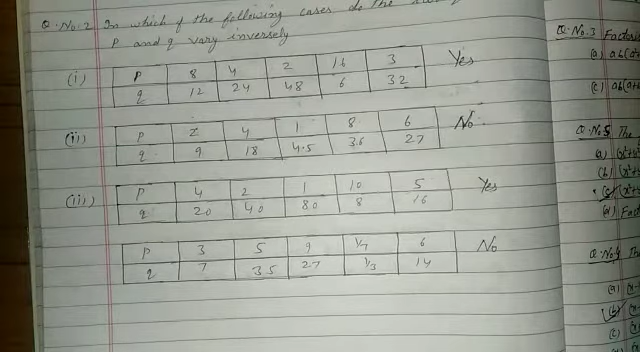 Q.No.2 In which of the following cases do the
p and q vary inversely
(i) P 8 4 2 16 3 Yes
q 12 24 48 6 32
(ii) P 2 4 1 8 6 No
q 9 18 4.5 36 27
(iii) P 4 2 1 10 5 Yes
q 20 40 80 8 16
P 3 5 9 1/7 6 No
q 7 35 27 1/3 14
Q.No.3
(a)
(c)
Q.No.5 The
(a)
(b)
(c)
(d)
Q.No.4
(a)
(b)
(c)